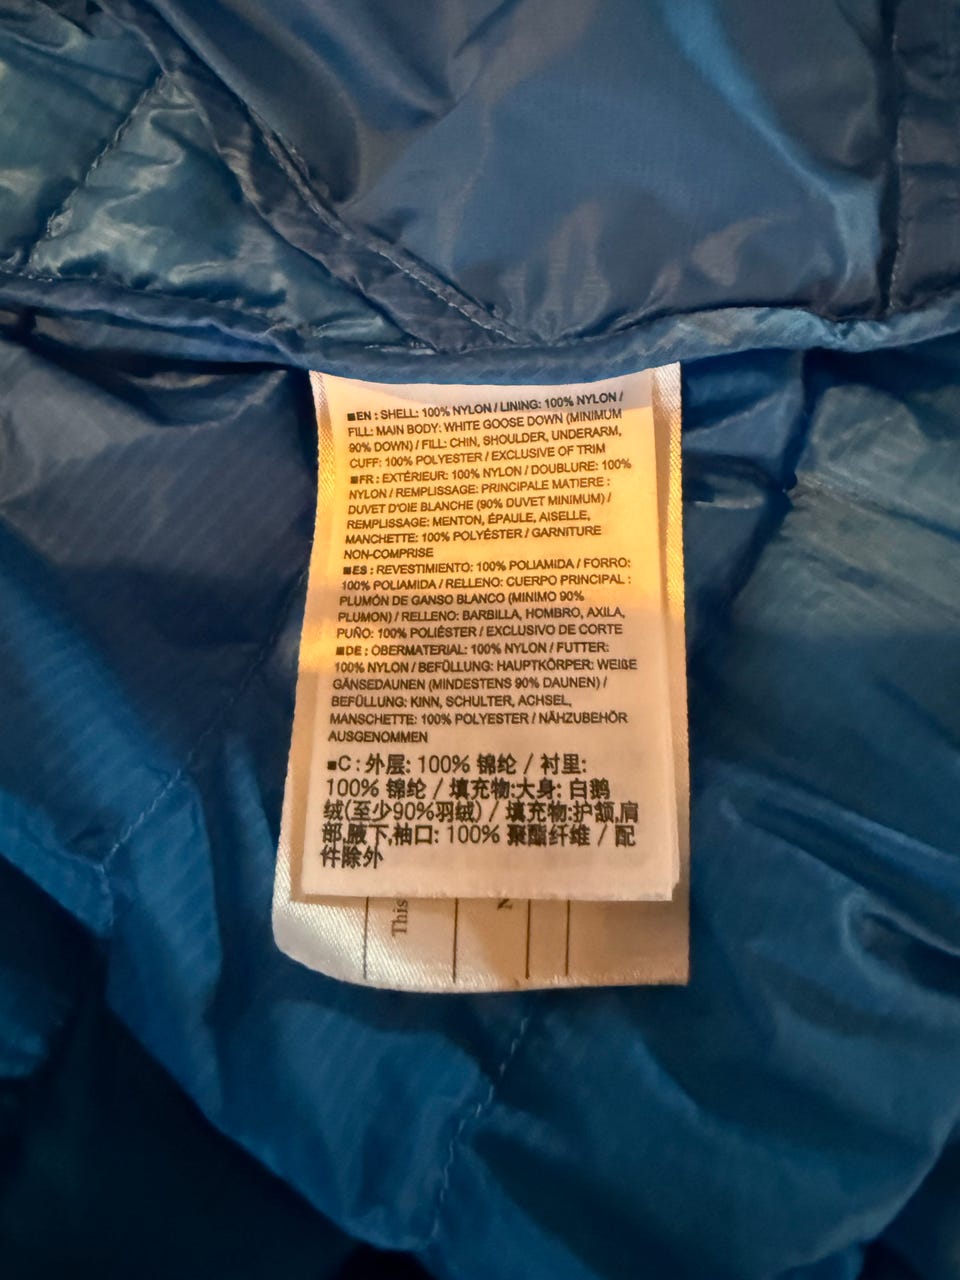 ■EN : SHELL: 100% NYLON / LINING: 100% NYLON /
FILL: MAIN BODY: WHITE GOOSE DOWN (MINIMUM
90% DOWN) / FILL: CHIN, SHOULDER, UNDERARM,
CUFF: 100% POLYESTER / EXCLUSIVE OF TRIM
■FR : EXTÉRIEUR: 100% NYLON / DOUBLURE: 100%
NYLON / REMPLISSAGE: PRINCIPALE MATIERE :
DUVET D'OIE BLANCHE (90% DUVET MINIMUM) /
REMPLISSAGE: MENTON, ÉPAULE, AISELLE,
MANCHETTE: 100% POLYÉSTER / GARNITURE
NON-COMPRISE
■ES : REVESTIMIENTO: 100% POLIAMIDA / FORRO:
100% POLIAMIDA / RELLENO: CUERPO PRINCIPAL :
PLUMÓN DE GANSO BLANCO (MINIMO 90%
PLUMON) / RELLENO: BARBILLA, HOMBRO, AXILA,
PUÑO: 100% POLIÉSTER / EXCLUSIVO DE CORTE
■DE : OBERMATERIAL: 100% NYLON / FUTTER:
100% NYLON / BEFÜLLUNG: HAUPTKÖRPER: WEIßE
GÄNSEDAUNEN (MINDESTENS 90% DAUNEN) /
BEFÜLLUNG: KINN, SCHULTER, ACHSEL,
MANSCHETTE: 100% POLYESTER / NÄHZUBEHÖR
AUSGENOMMEN
■C : 外层: 100% 锦纶 / 衬里:
100% 锦纶 / 填充物:大身: 白鹅
绒(至少90%羽绒) / 填充物:护颔,肩
部,腋下,袖口: 100% 聚酯纤维 / 配
件除外
This